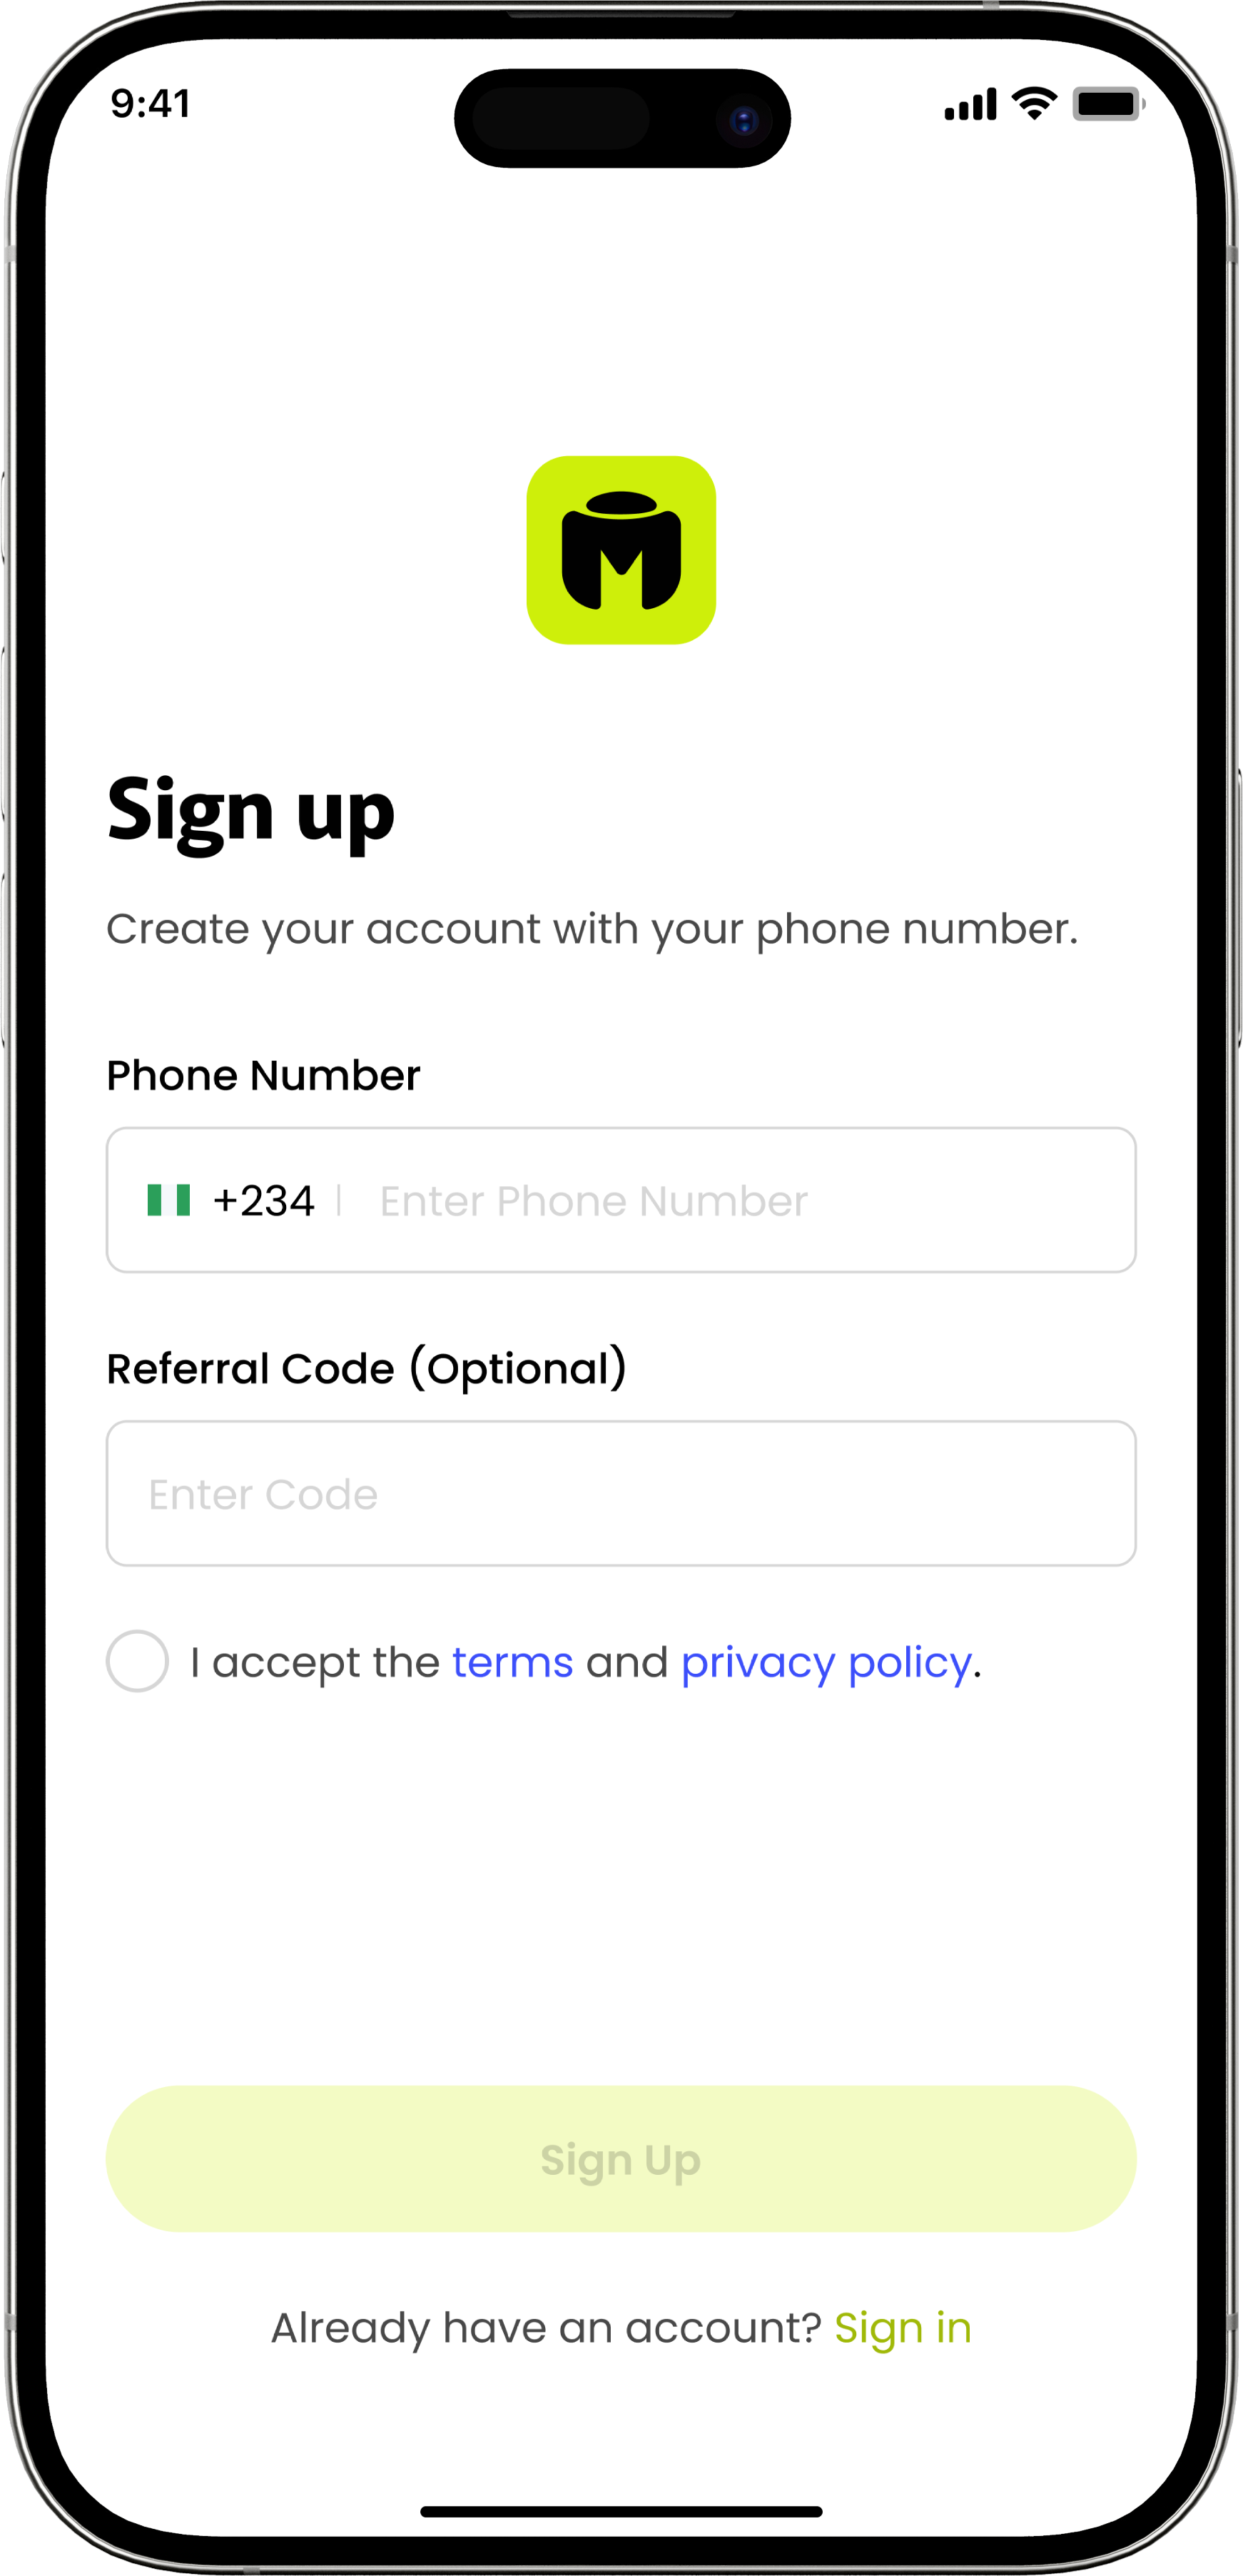 9:41
M
Sign up
Create your account with your phone number.
Phone Number
+234 | Enter Phone Number
Referral Code (Optional)
Enter Code
I accept the terms and privacy policy.
Sign Up
Already have an account? Sign in